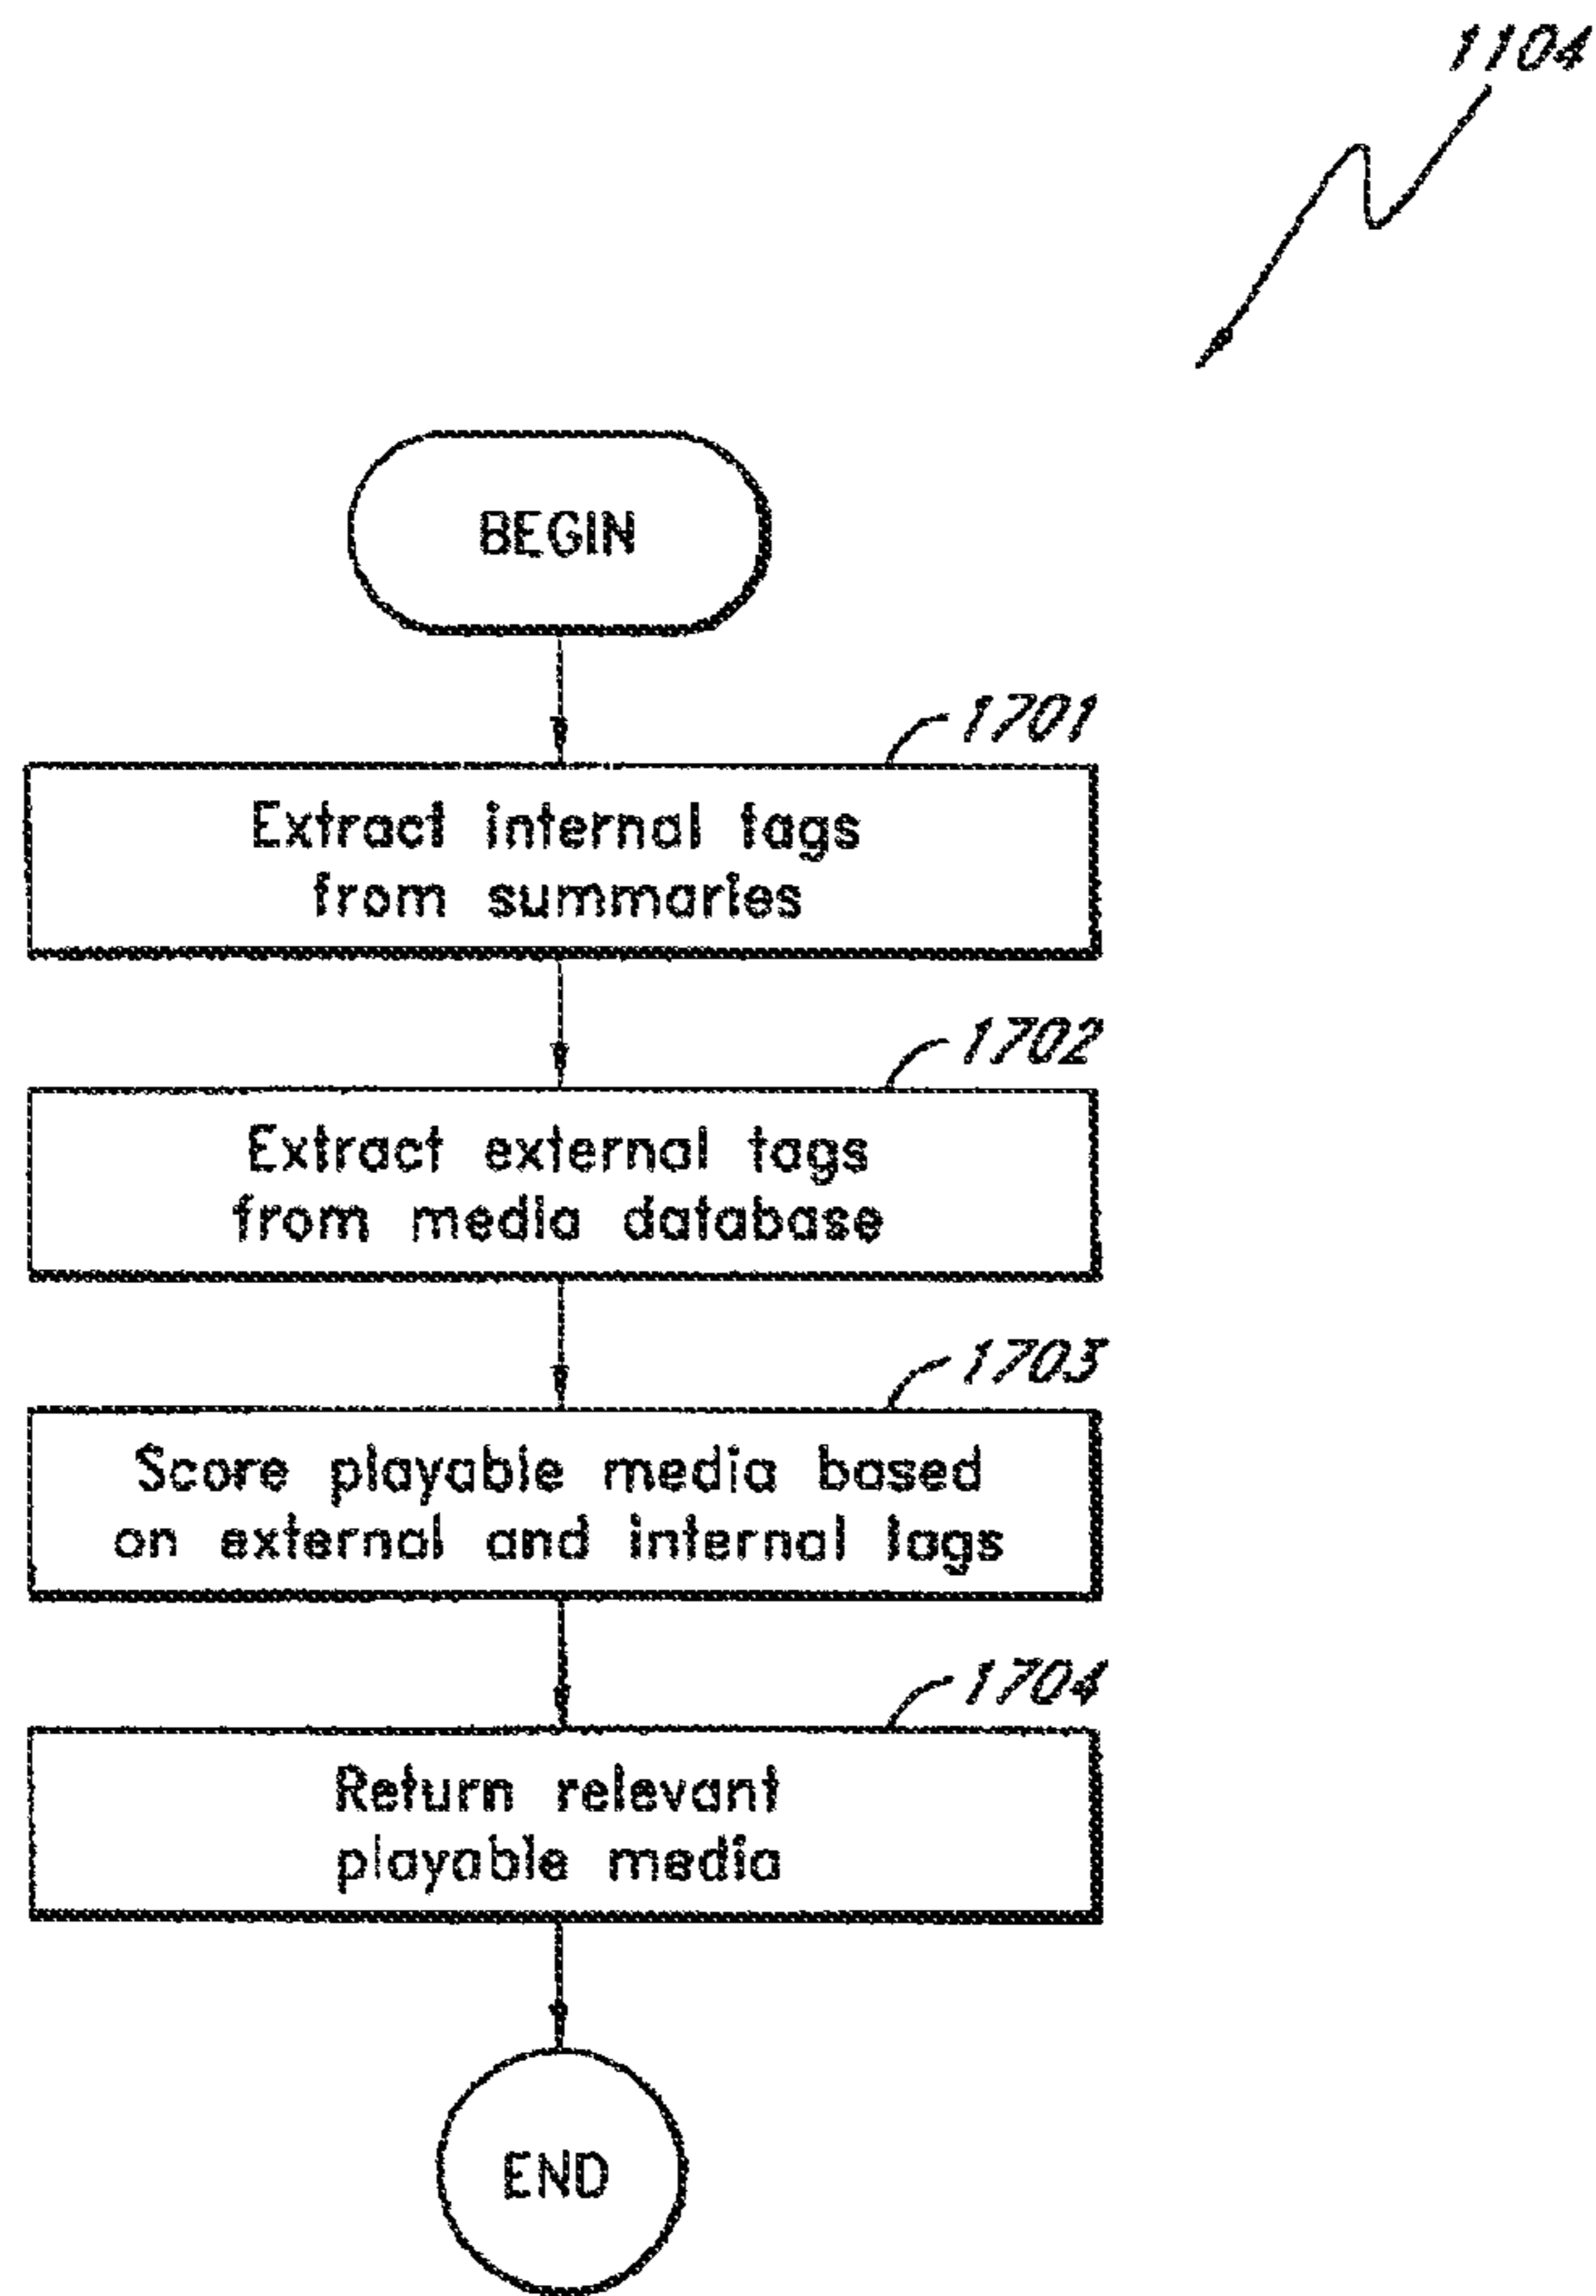 1104
BEGIN
1701
Extract internal tags
from summaries
1702
Extract external tags
from media database
1703
Score playable media based
on external and internal tags
1704
Return relevant
playable media
END